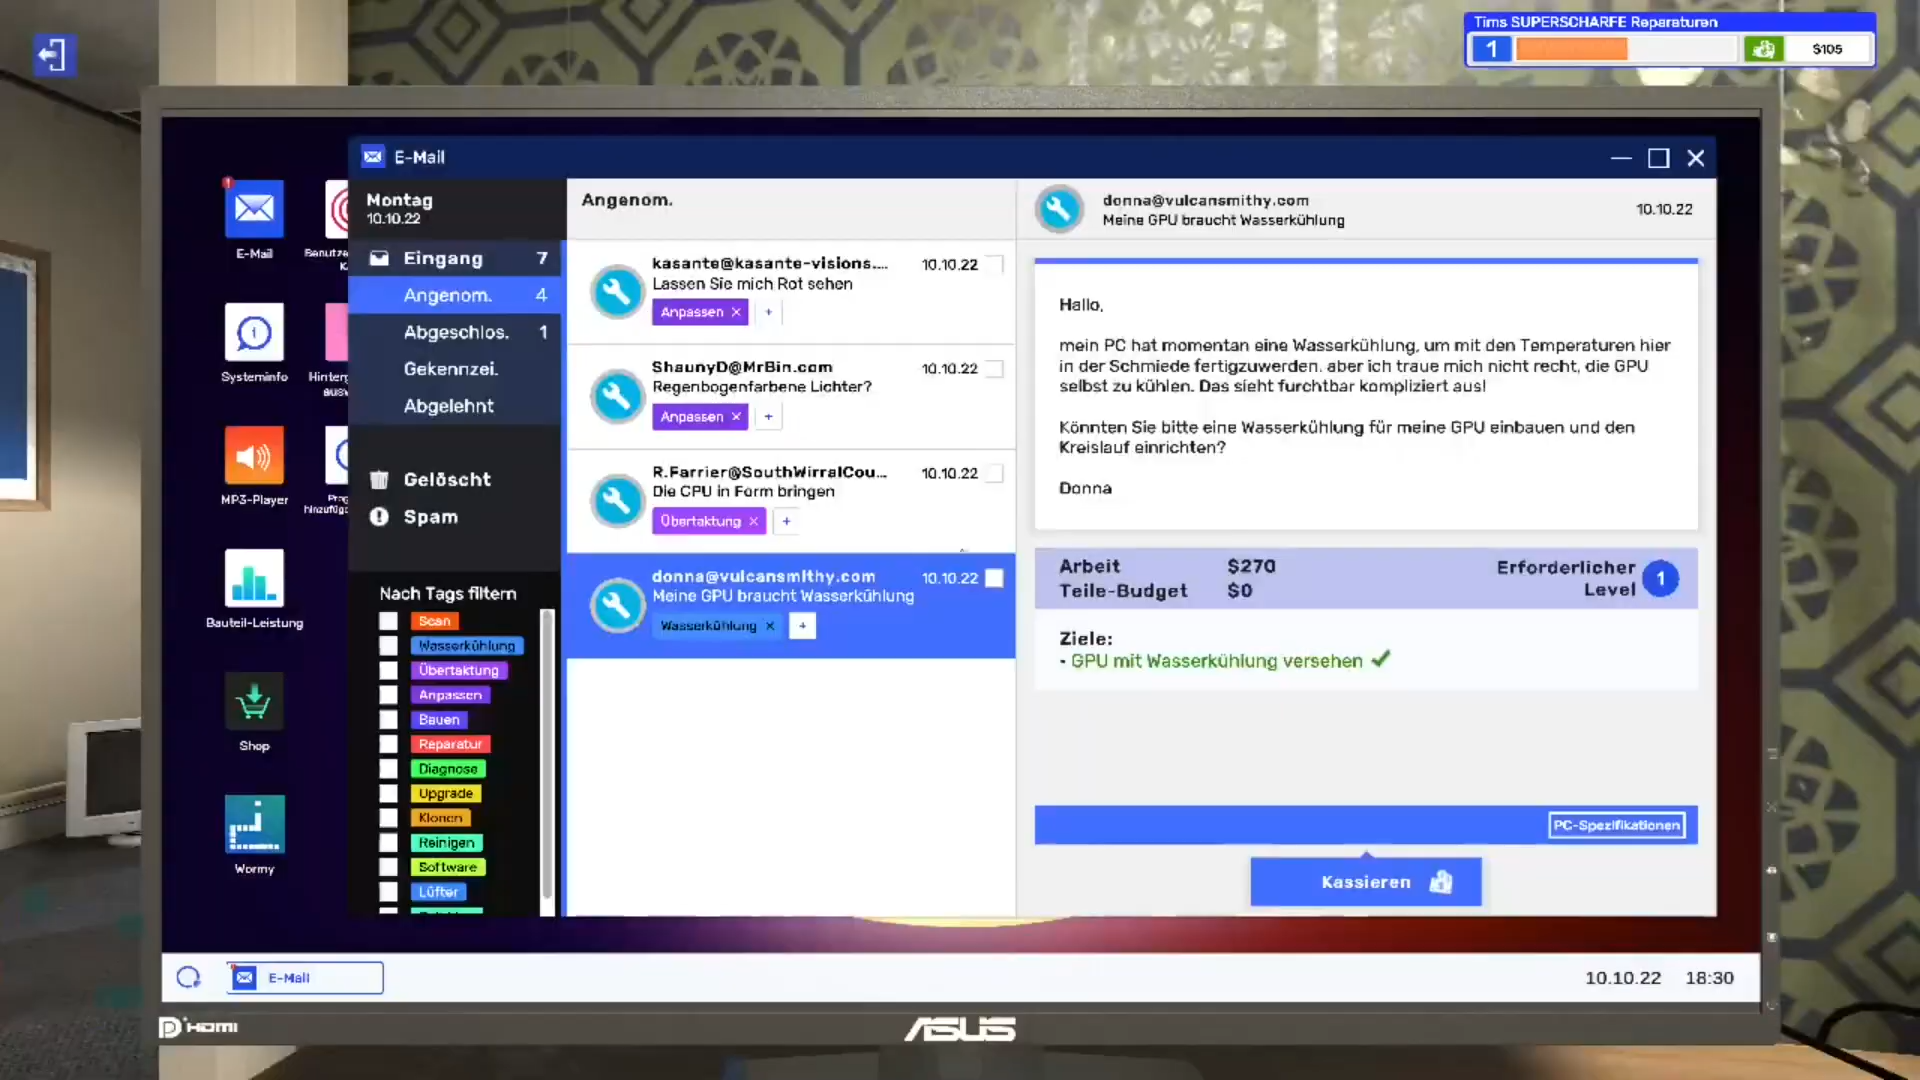 Tims SUPERSCHARFE Reparaturen
1
$105
E-Mail
Montag
10.10.22
Eingang 7
Angenom. 4
Abgeschlos. 1
Gekennzei.
Abgelehnt
Gelöscht
Spam
Nach Tags filtern
Scan
Wasserkühlung
Übertaktung
Anpassen
Bauen
Reparatur
Diagnose
Upgrade
Klonen
Reinigen
Software
Lüfter
Angenom.
kasante@kasante-visions.... 10.10.22
Lassen Sie mich Rot sehen
Anpassen × +
ShaunyD@MrBin.com 10.10.22
Regenbogenfarbene Lichter?
Anpassen × +
R.Farrier@SouthWirralCou... 10.10.22
Die CPU in Form bringen
Übertaktung × +
donna@vulcansmithy.com 10.10.22
Meine GPU braucht Wasserkühlung
Wasserkühlung × +
donna@vulcansmithy.com
Meine GPU braucht Wasserkühlung
10.10.22
Hallo,
mein PC hat momentan eine Wasserkühlung, um mit den Temperaturen hier
in der Schmiede fertigzuwerden. aber ich traue mich nicht recht, die GPU
selbst zu kühlen. Das sieht furchtbar kompliziert aus!
Könnten Sie bitte eine Wasserkühlung für meine GPU einbauen und den
Kreislauf einrichten?
Donna
Arbeit $270
Teile-Budget $0
Erforderlicher
Level 1
Ziele:
- GPU mit Wasserkühlung versehen ✓
PC-Spezifikationen
Kassieren
1
E-Mail
Systeminfo
MP3-Player
Bauteil-Leistung
Shop
Wormy
E-Mail
10.10.22 18:30
HDMI
ASUS